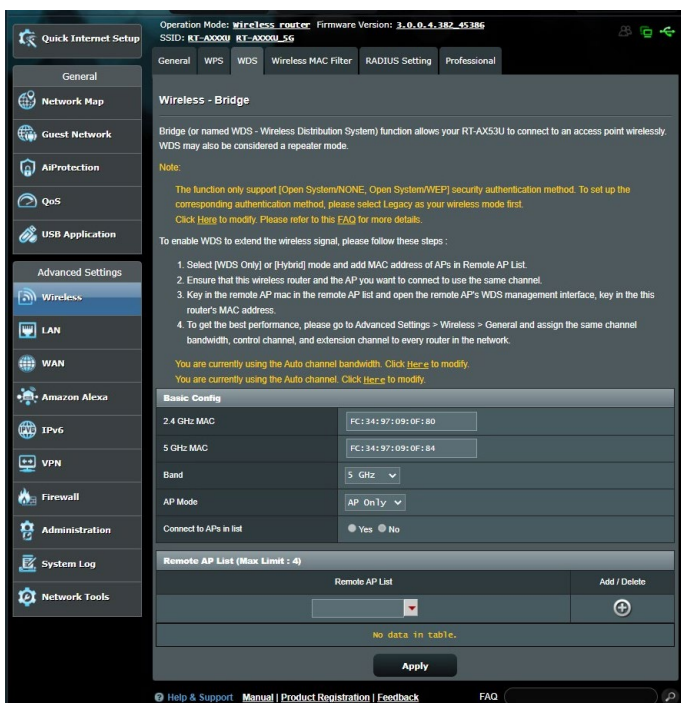 Operation Mode: Wireless router Firmware Version: 3.0.0.4.382_45386
SSID: RT-AXXXU RT-AXXXU_5G
Quick Internet Setup
General
Network Map
Guest Network
AiProtection
QoS
USB Application
Advanced Settings
Wireless
LAN
WAN
Amazon Alexa
IPv6
VPN
Firewall
Administration
System Log
Network Tools
General WPS WDS Wireless MAC Filter RADIUS Setting Professional
Wireless - Bridge
Bridge (or named WDS - Wireless Distribution System) function allows your RT-AX53U to connect to an access point wirelessly.
WDS may also be considered a repeater mode.
Note:
The function only support [Open System/NONE, Open System/WEP] security authentication method. To set up the
corresponding authentication method, please select Legacy as your wireless mode first.
Click Here to modify. Please refer to this FAQ for more details.
To enable WDS to extend the wireless signal, please follow these steps :
1. Select [WDS Only] or [Hybrid] mode and add MAC address of APs in Remote AP List.
2. Ensure that this wireless router and the AP you want to connect to use the same channel.
3. Key in the remote AP mac in the remote AP list and open the remote AP's WDS management interface, key in the this
router's MAC address.
4. To get the best performance, please go to Advanced Settings > Wireless > General and assign the same channel
bandwidth, control channel, and extension channel to every router in the network.
You are currently using the Auto channel bandwidth. Click Here to modify.
You are currently using the Auto channel. Click Here to modify.
Basic Config
2.4 GHz MAC FC:34:97:09:0F:80
5 GHz MAC FC:34:97:09:0F:84
Band 5 GHz
AP Mode AP Only
Connect to APs in list Yes No
Remote AP List (Max Limit : 4)
Remote AP List Add / Delete
No data in table.
Apply
Help & Support Manual | Product Registration | Feedback FAQ